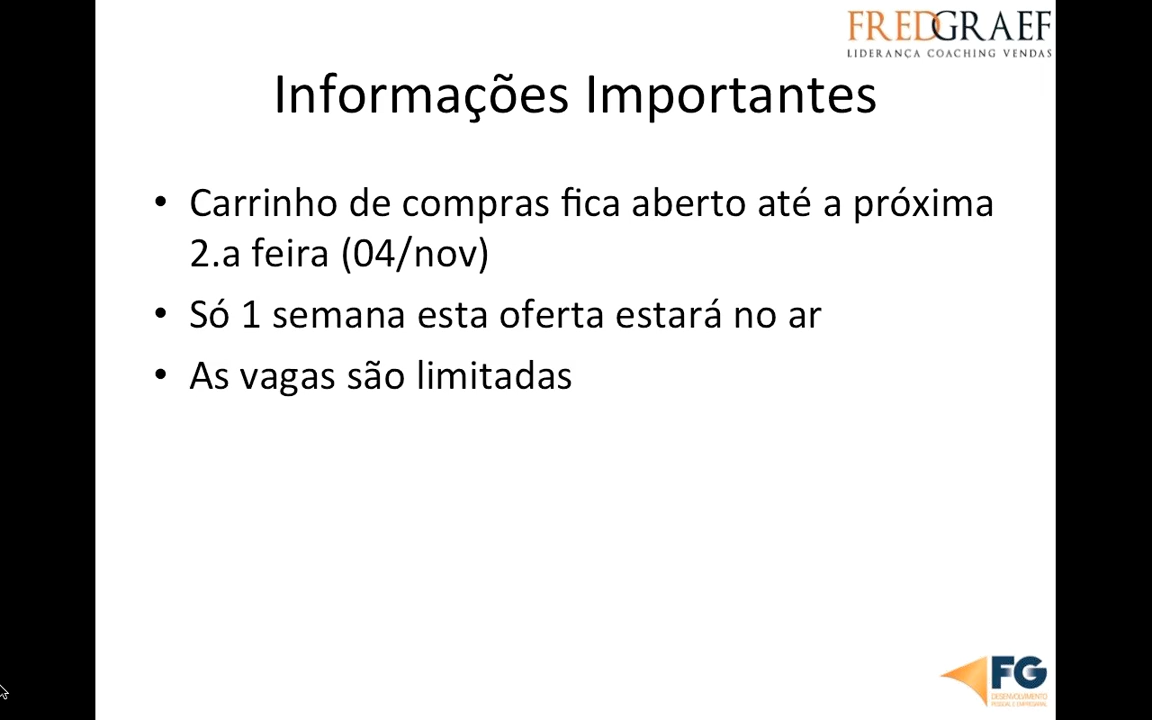 FREDGRAEF
LIDERANÇA COACHING VENDAS
Informações Importantes
• Carrinho de compras fica aberto até a próxima
2.a feira (04/nov)
• Só 1 semana esta oferta estará no ar
• As vagas são limitadas
FG
DESENVOLVIMENTO
PESSOAL E EMPRESARIAL